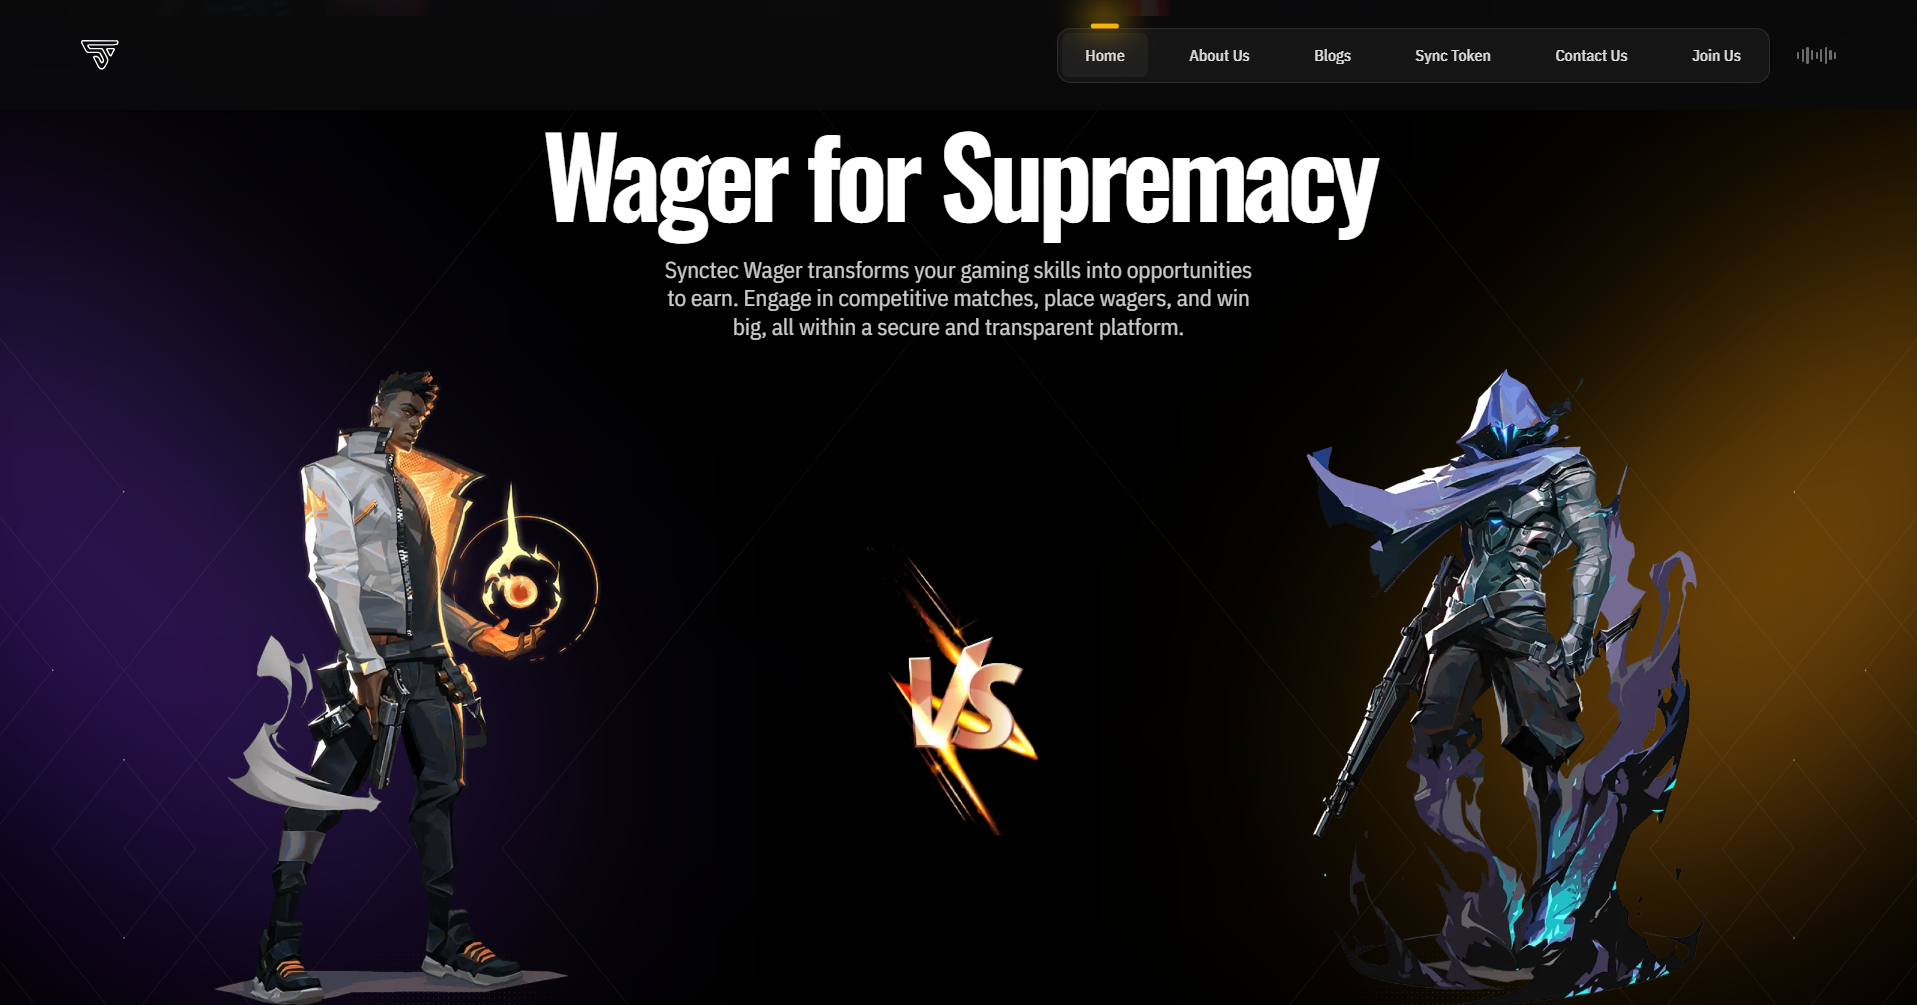 Home
About Us
Blogs
Sync Token
Contact Us
Join Us
Wager for Supremacy
Synctec Wager transforms your gaming skills into opportunities
to earn. Engage in competitive matches, place wagers, and win
big, all within a secure and transparent platform.
VS